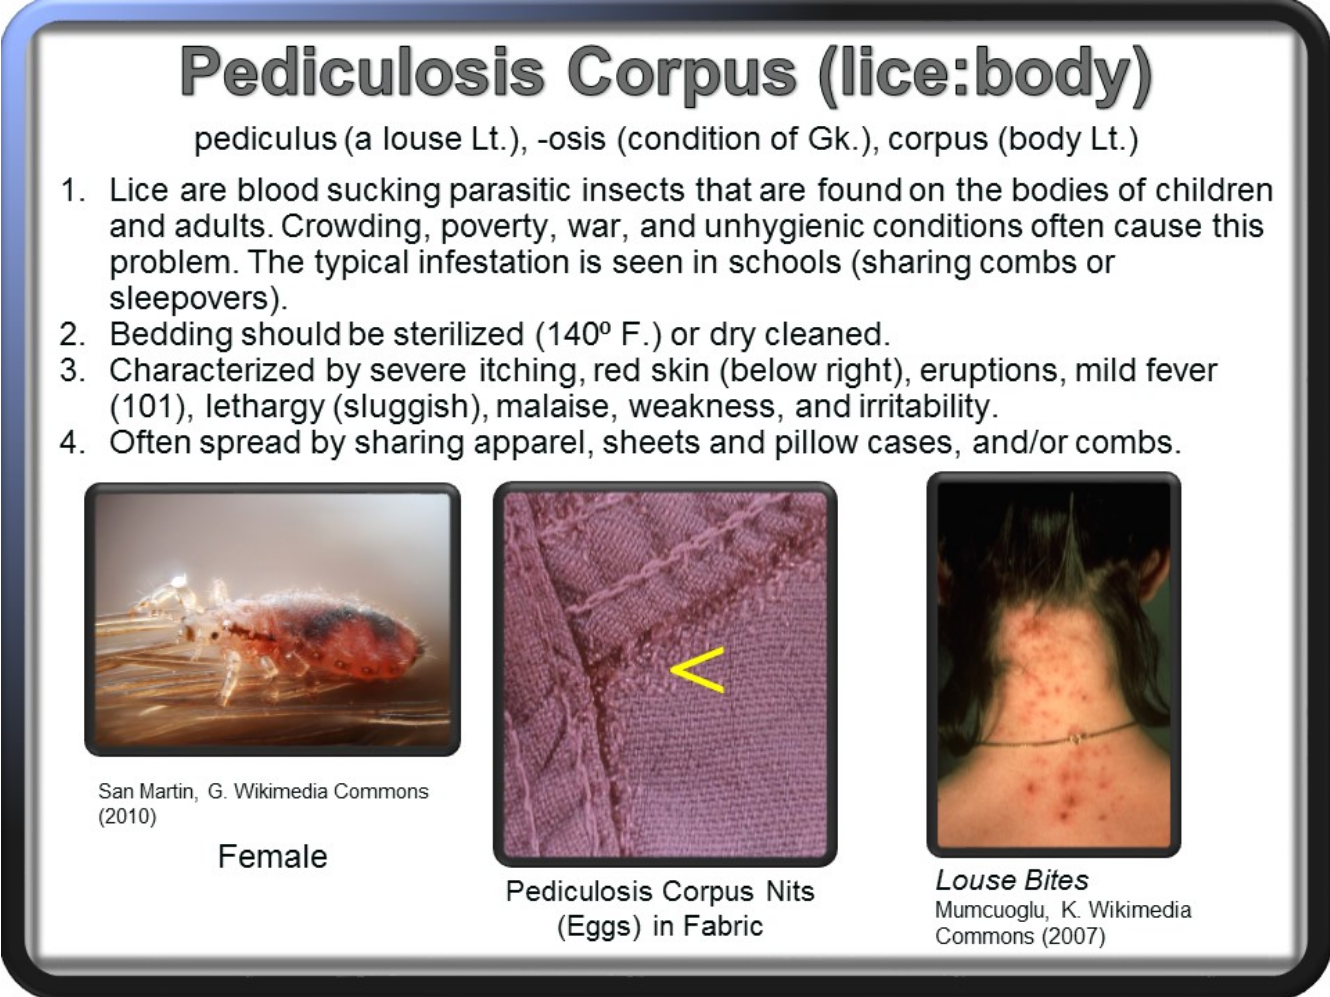 Pediculosis Corpus (lice:body)
pediculus (a louse Lt.), -osis (condition of Gk.), corpus (body Lt.)
1. Lice are blood sucking parasitic insects that are found on the bodies of children
and adults. Crowding, poverty, war, and unhygienic conditions often cause this
problem. The typical infestation is seen in schools (sharing combs or
sleepovers).
2. Bedding should be sterilized (140º F.) or dry cleaned.
3. Characterized by severe itching, red skin (below right), eruptions, mild fever
(101), lethargy (sluggish), malaise, weakness, and irritability.
4. Often spread by sharing apparel, sheets and pillow cases, and/or combs.
<
San Martin, G. Wikimedia Commons
(2010)
Female
Pediculosis Corpus Nits
(Eggs) in Fabric
Louse Bites
Mumcuoglu, K. Wikimedia
Commons (2007)